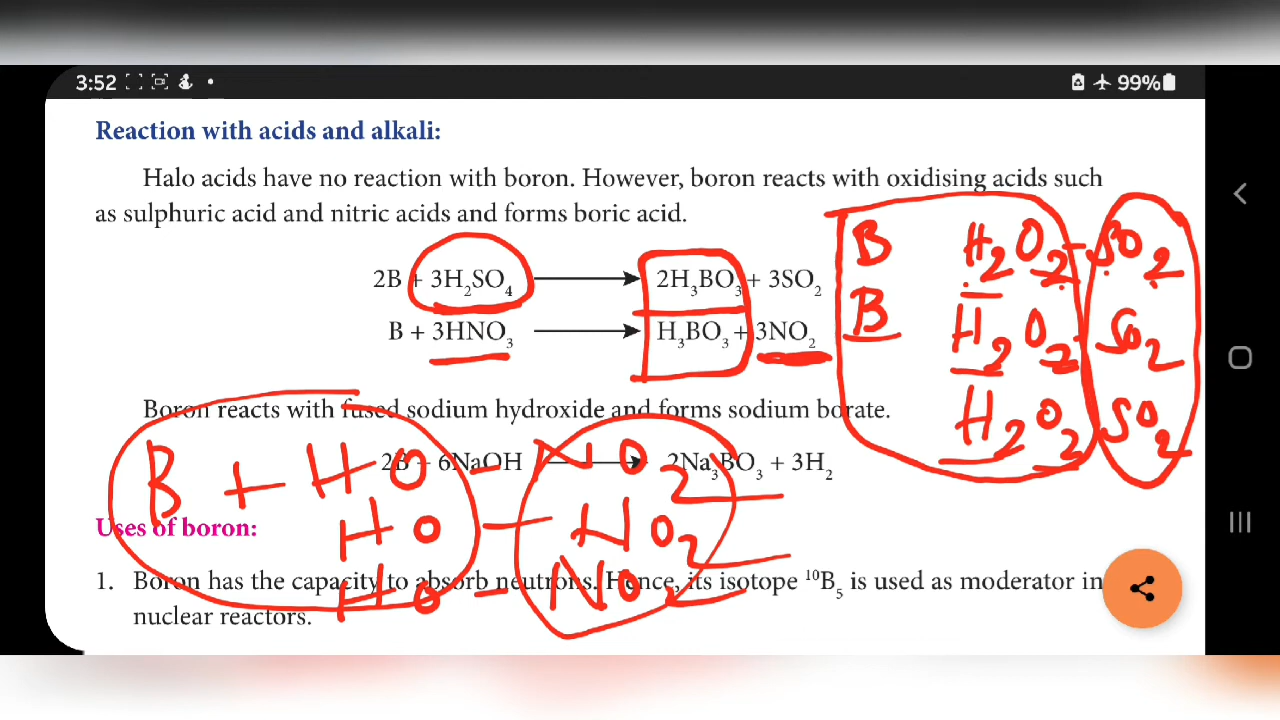 3:52 99%
Reaction with acids and alkali:
Halo acids have no reaction with boron. However, boron reacts with oxidising acids such
as sulphuric acid and nitric acids and forms boric acid.
B H₂O₂-SO₂
2B + 3H₂SO₄ ⟶ 2H₃BO₃ + 3SO₂
B H₂O₂- SO₂
B + 3HNO₃ ⟶ H₃BO₃ + 3NO₂
H₂O₂ SO₂
Boron reacts with fused sodium hydroxide and forms sodium borate.
2B + 6NaOH ⟶ 2Na₃BO₃ + 3H₂
B + HO - NO₂
HO - NO₂
HO - NO₂
Uses of boron:
1. Boron has the capacity to absorb neutrons. Hence, its isotope ¹⁰B₅ is used as moderator in
nuclear reactors.